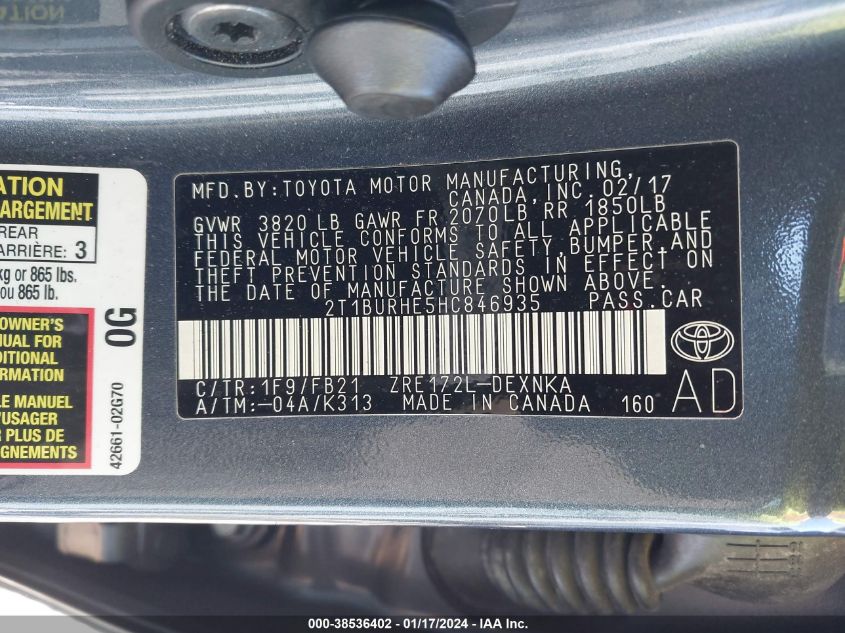 ATION
MFD.BY:TOYOTA MOTOR MANUFACTURING,
CANADA, INC. 02/17
GVWR 3820 LB GAWR FR 2070LB RR 1850LB
THIS VEHICLE CONFORMS TO ALL APPLICABLE
FEDERAL MOTOR VEHICLE SAFETY, BUMPER, AND
THEFT PREVENTION STANDARDS IN EFFECT ON
THE DATE OF MANUFACTURE SHOWN ABOVE.
2T1BURHE5HC846935 PASS.CAR
C/TR:1F9/FB21 ZRE172L-DEXNKA
A/TM:-04A/K313 MADE IN CANADA 160
AD
ATION
HARGEMENT
REAR
ARRIÈRE: 3
kg or 865 lbs.
ou 865 lb.
OWNER'S
NUAL FOR
DITIONAL
RMATION
LE MANUEL
'USAGER
R PLUS DE
GNEMENTS
0G
42661-02G70
000-38536402 - 01/17/2024 - IAA Inc.